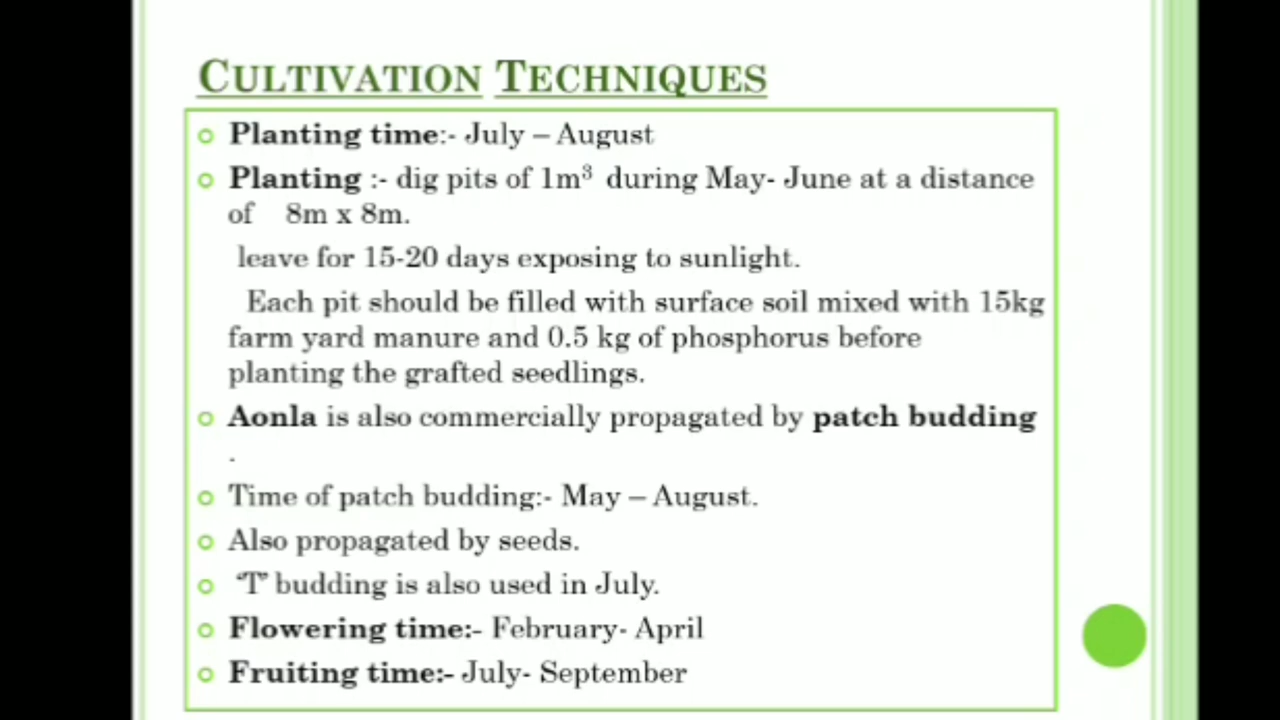 CULTIVATION TECHNIQUES
Planting time:- July – August
Planting :- dig pits of 1m³ during May- June at a distance
of 8m x 8m.
leave for 15-20 days exposing to sunlight.
Each pit should be filled with surface soil mixed with 15kg
farm yard manure and 0.5 kg of phosphorus before
planting the grafted seedlings.
Aonla is also commercially propagated by patch budding
.
Time of patch budding:- May – August.
Also propagated by seeds.
‘T’ budding is also used in July.
Flowering time:- February- April
Fruiting time:- July- September